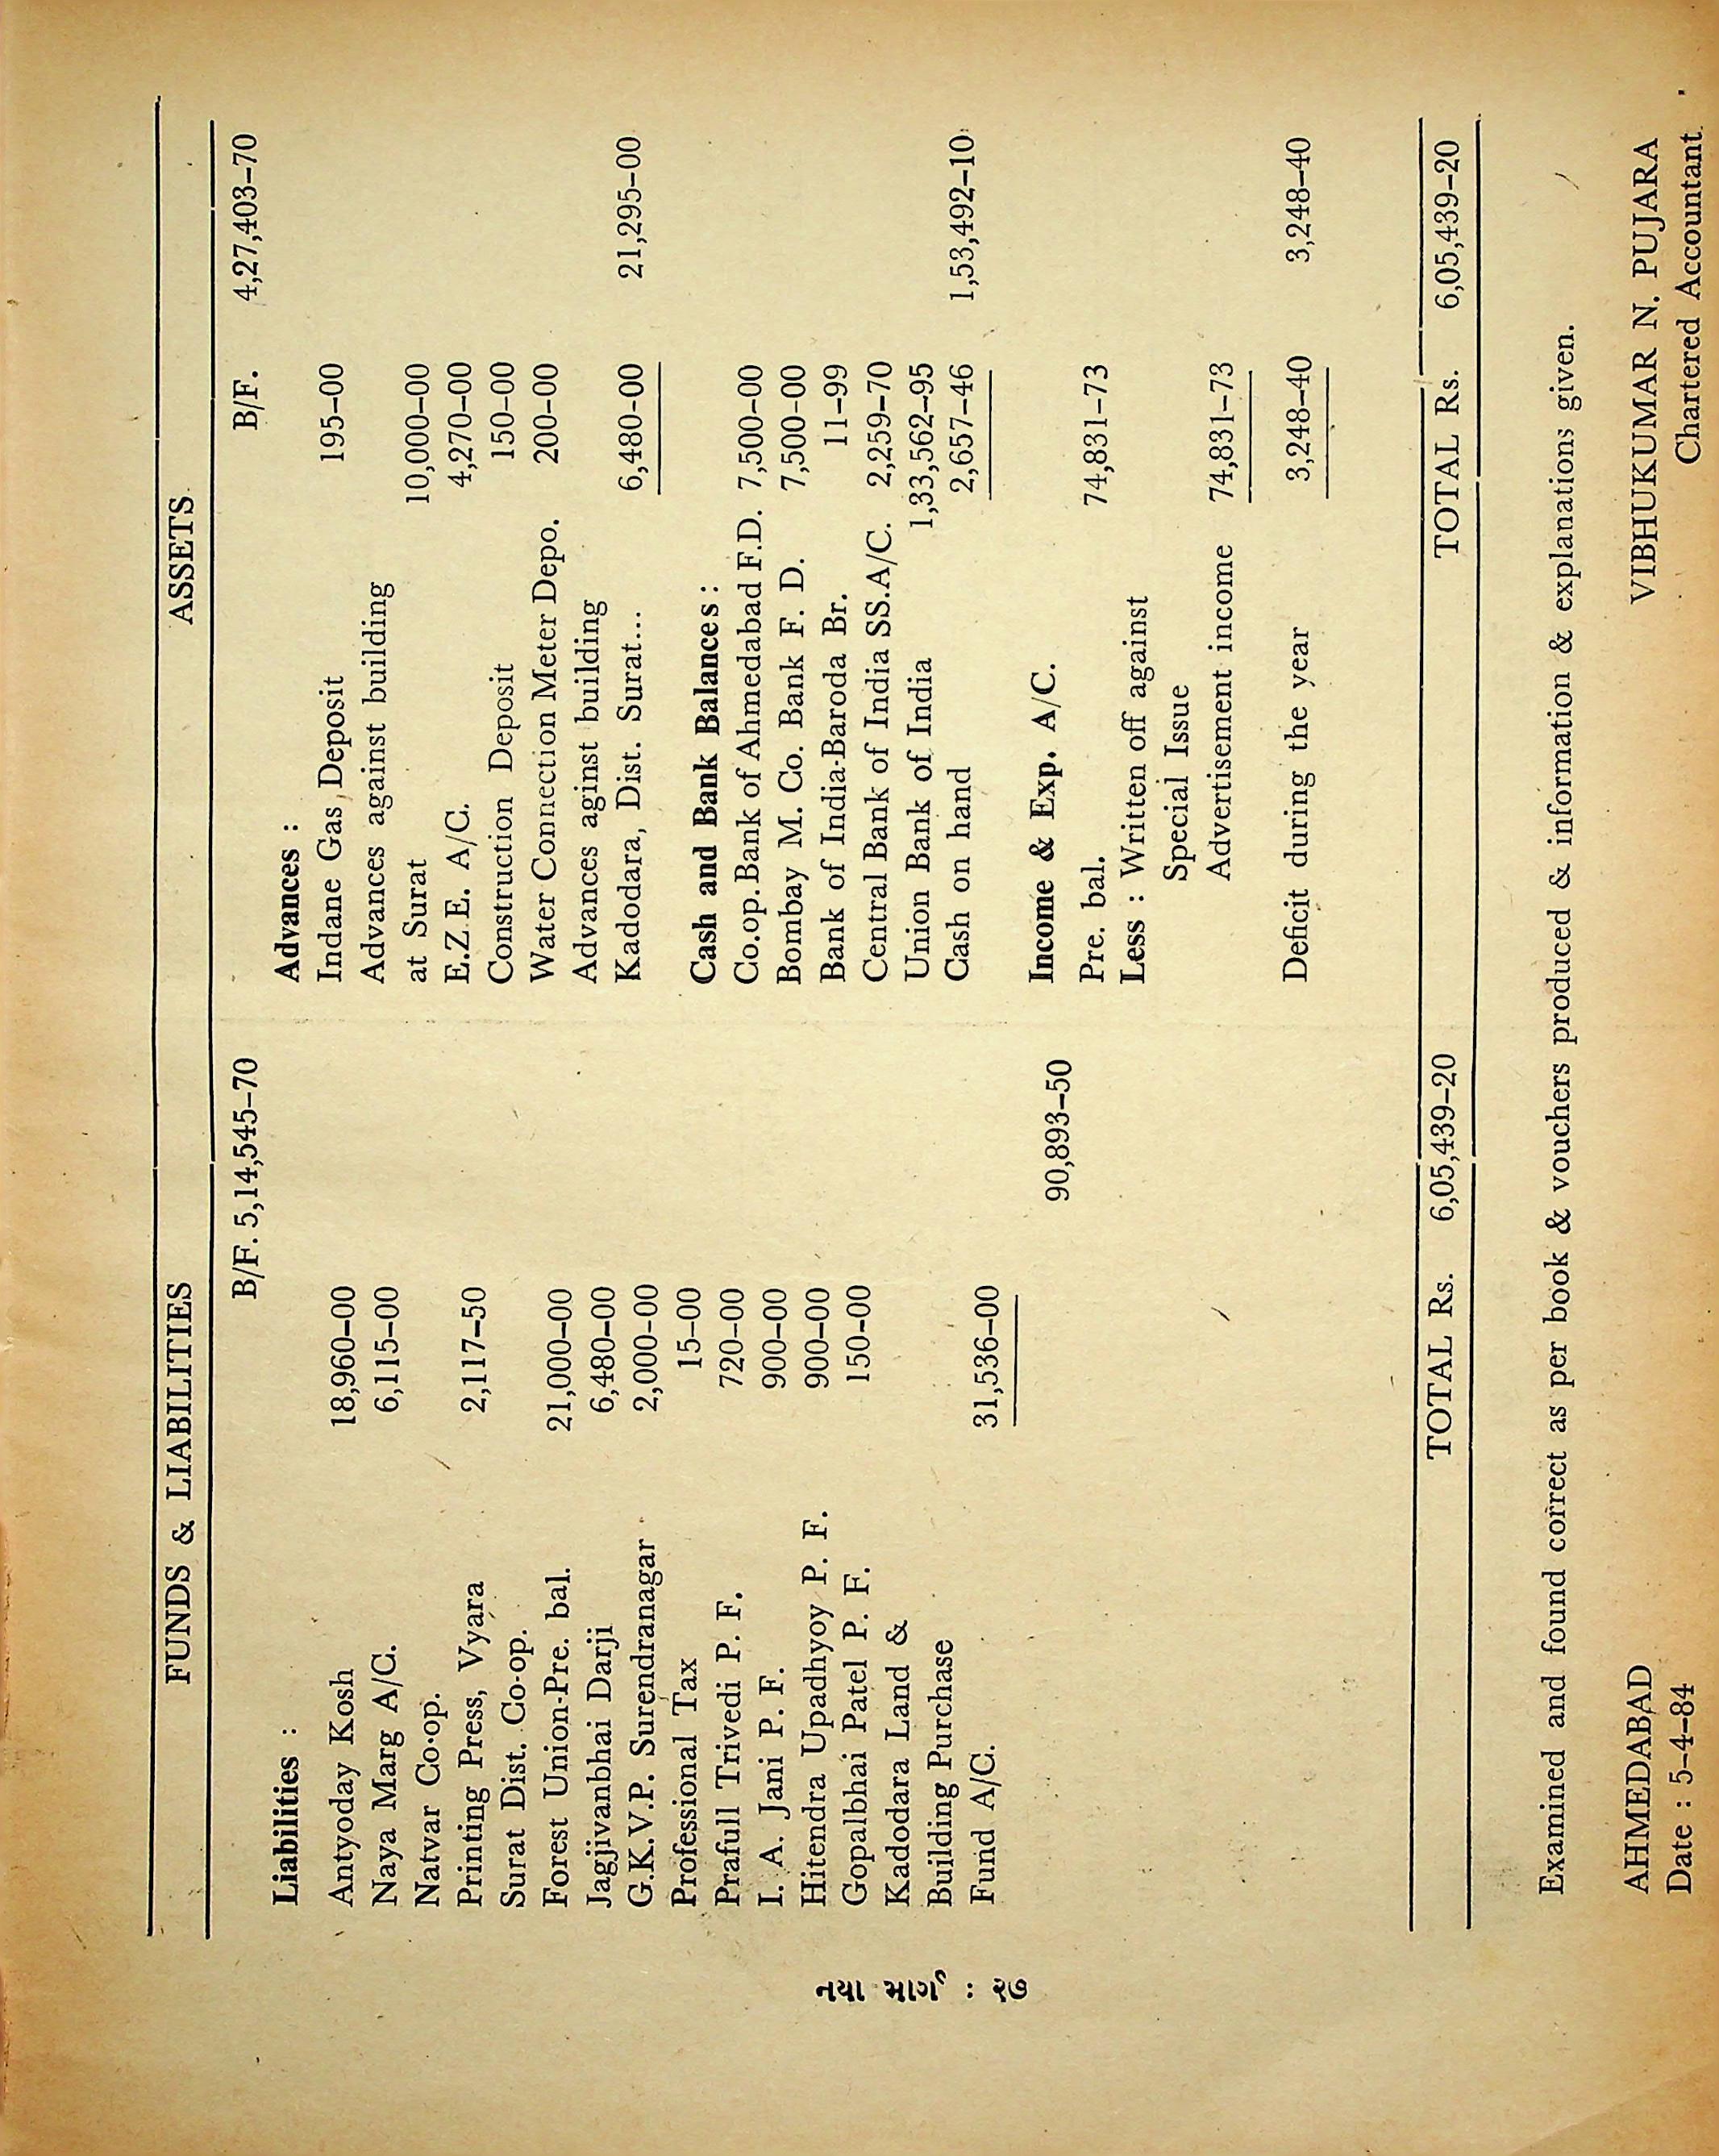 FUNDS & LIABILITIES ASSETS
B/F. 5,14,545–70 B/F. 4,27,403–70
Liabilities :
Antyoday Kosh 18,960–00
Naya Marg A/C. 6,115–00
Natvar Co-op.
Printing Press, Vyara 2,117–50
Surat Dist. Co-op.
Forest Union-Pre. bal. 21,000–00
Jagjivanbhai Darji 6,480–00
G.K.V.P. Surendranagar 2,000–00
Professional Tax 15–00
Prafull Trivedi P. F. 720–00
I. A. Jani P. F. 900–00
Hitendra Upadhyoy P. F. 900–00
Gopalbhai Patel P. F. 150–00
Kadodara Land &
Building Purchase
Fund A/C. 31,536–00
90,893–50
Advances :
Indane Gas Deposit 195–00
Advances against building
at Surat 10,000–00
E.Z.E. A/C. 4,270–00
Construction Deposit 150–00
Water Connection Meter Depo. 200–00
Advances aginst building
Kadodara, Dist. Surat... 6,480-00 21,295–00
Cash and Bank Balances :
Co.op. Bank of Ahmedabad F.D. 7,500–00
Bombay M. Co. Bank F. D. 7,500-00
Bank of India-Baroda Br. 11–99
Central Bank of India SS.A/C. 2,259–70
Union Bank of India 1,33,562–95
Cash on hand 2,657–46 1,53,492–10
Income & Exp. A/C.
Pre. bal. 74,831–73
Less : Written off against
Special Issue
Advertisement income 74,831–73
Deficit during the year 3,248–40 3,248–40
TOTAL Rs. 6,05,439–20 TOTAL Rs. 6,05,439–20
Examined and found correct as per book & vouchers produced & information & explanations given.
AHMEDABAD VIBHUKUMAR N. PUJARA
Date : 5–4–84 Chartered Accountant
નયા માર્ગ : ૨૭